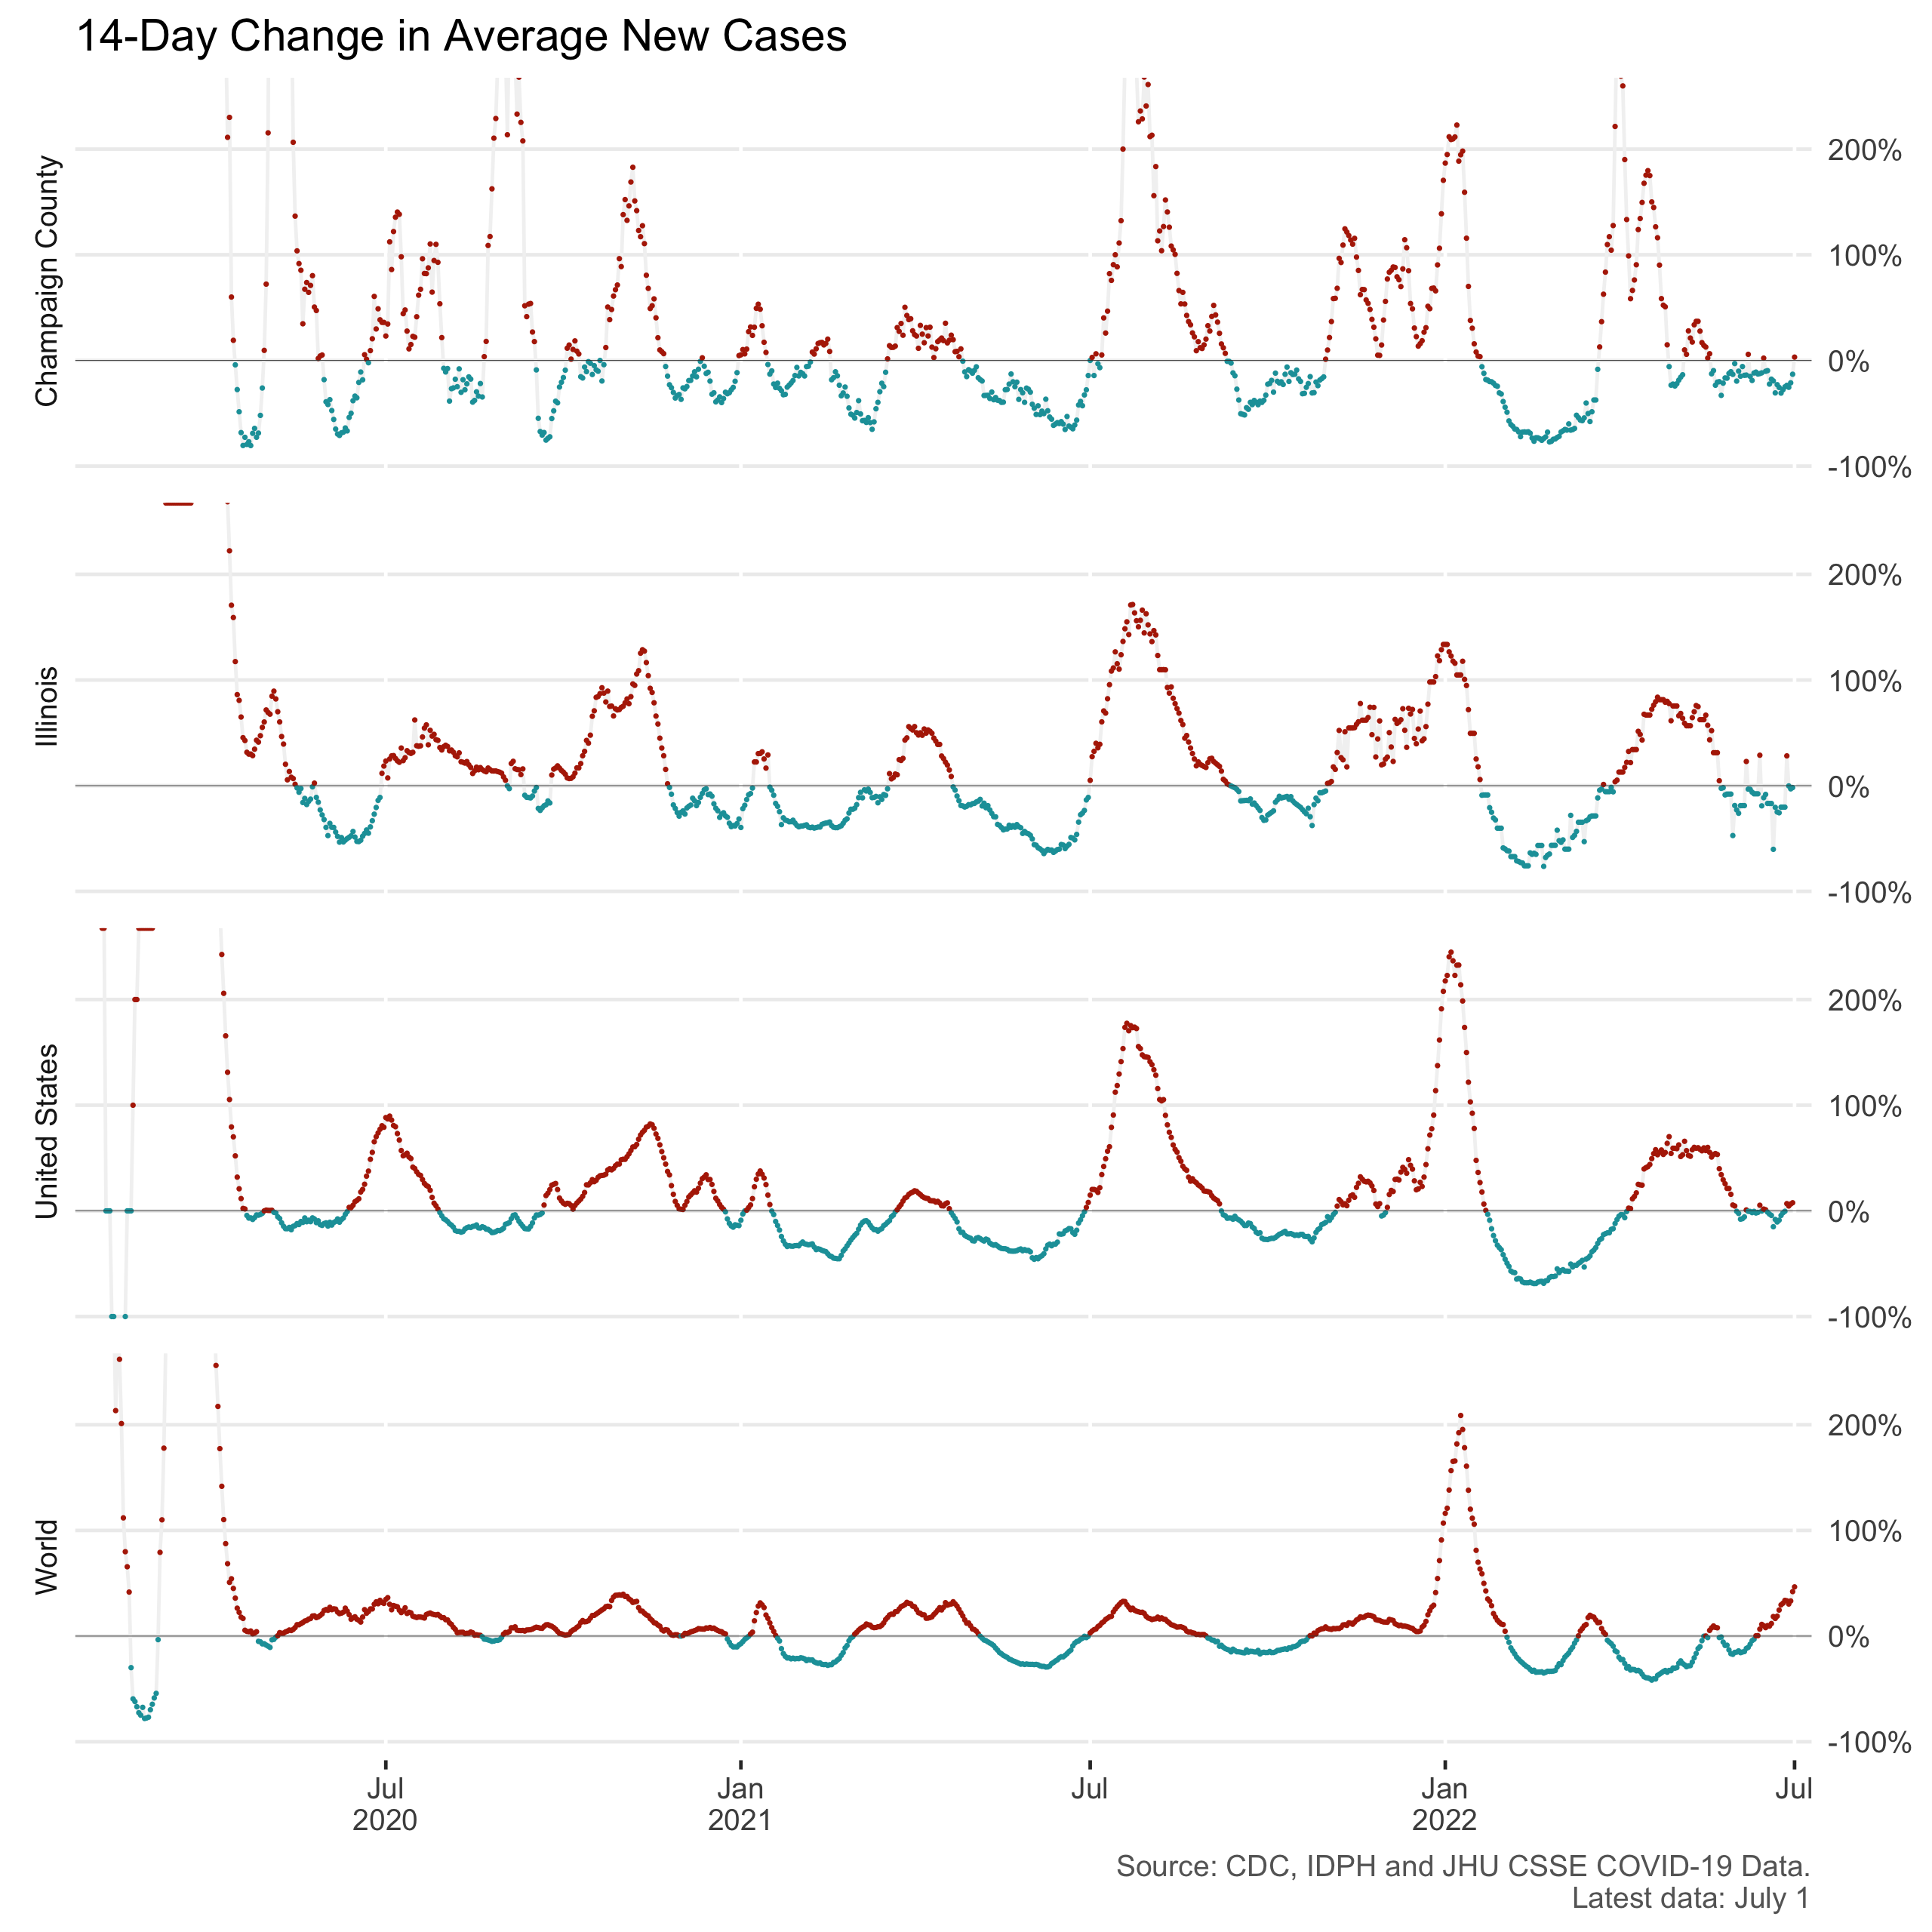 14-Day Change in Average New Cases
Champaign County
200%
100%
0%
-100%
Illinois
200%
100%
0%
-100%
United States
200%
100%
0%
-100%
World
200%
100%
0%
-100%
Jul Jan Jul Jan Jul
2020 2021 2022
Source: CDC, IDPH and JHU CSSE COVID-19 Data.
Latest data: July 1